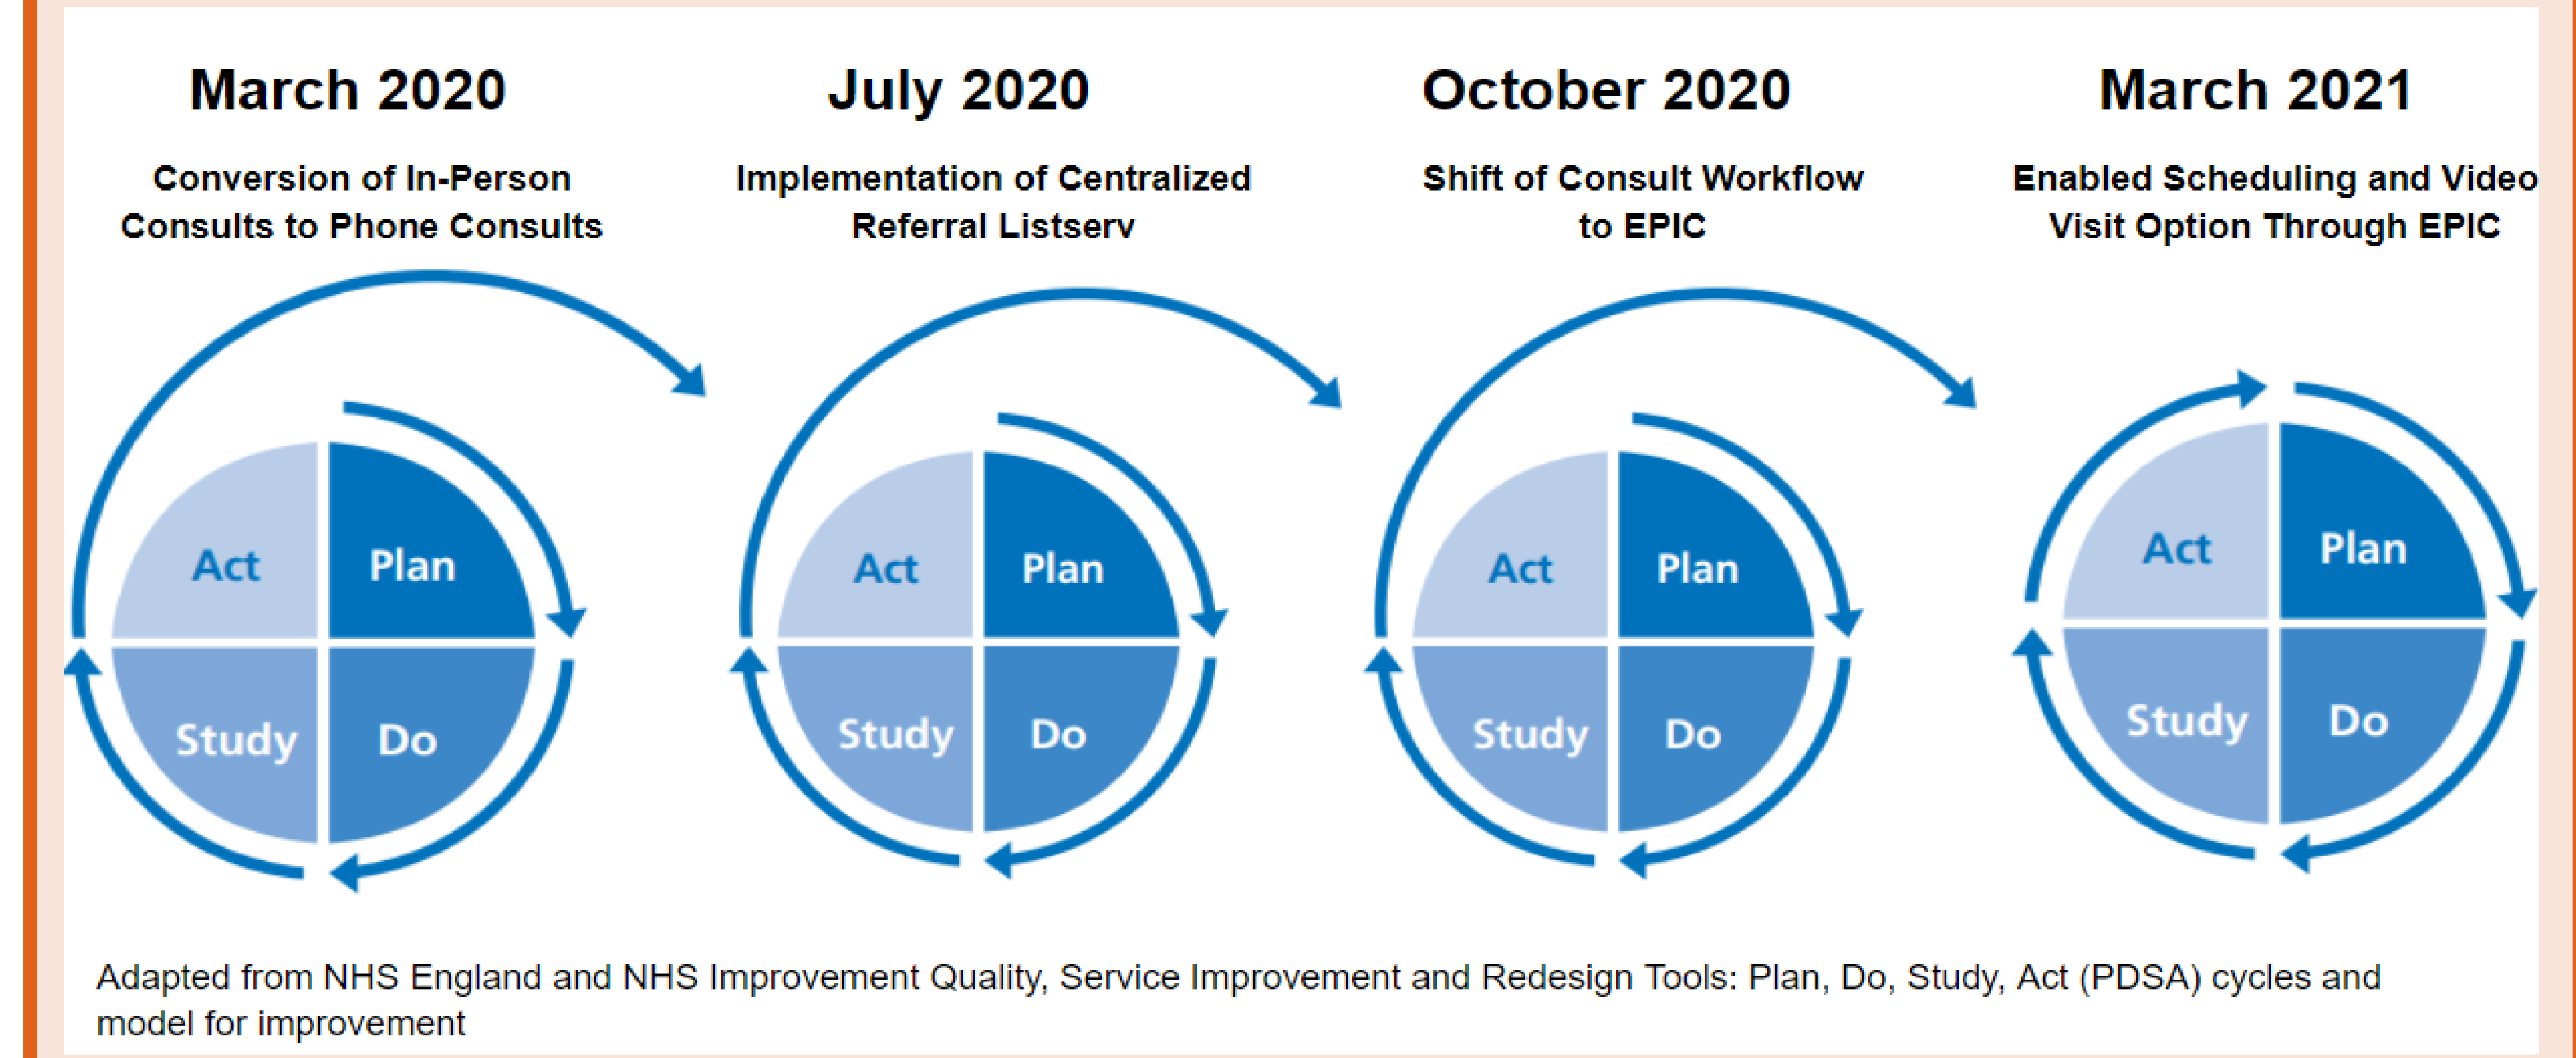 March 2020
Conversion of In-Person
Consults to Phone Consults
Act
Plan
Study
Do
July 2020
Implementation of Centralized
Referral Listserv
Act
Plan
Study
Do
October 2020
Shift of Consult Workflow
to EPIC
Act
Plan
Study
Do
March 2021
Enabled Scheduling and Video
Visit Option Through EPIC
Act
Plan
Study
Do
Adapted from NHS England and NHS Improvement Quality, Service Improvement and Redesign Tools: Plan, Do, Study, Act (PDSA) cycles and
model for improvement